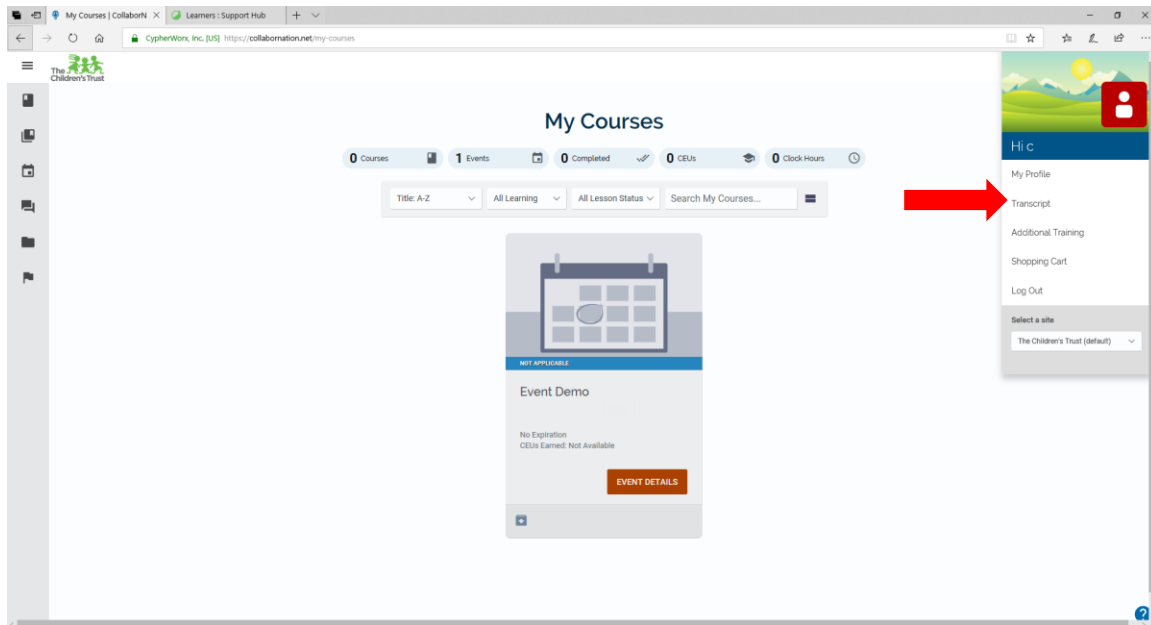 My Courses | CollaborN
Learners : Support Hub
CypherWorx, Inc. [US] https://collabornation.net/my-courses
The
Children's Trust
My Courses
0 Courses
1 Events
0 Completed
0 CEUs
0 Clock Hours
Title: A-Z
All Learning
All Lesson Status
Search My Courses...
NOT APPLICABLE
Event Demo
No Expiration
CEUs Earned: Not Available
EVENT DETAILS
Hi c
My Profile
Transcript
Additional Training
Shopping Cart
Log Out
Select a site
The Children's Trust (default)
?